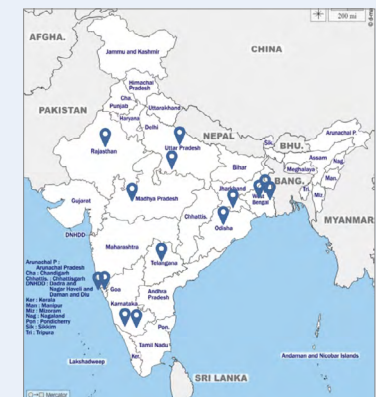 200 mi
AFGHA.
Jammu and Kashmir
CHINA
Himachal
Pradesh
Cha.
Punjab
Uttarakhand
PAKISTAN
Haryana
Delhi
NEPAL
Arunachal P.
Sik.
BHU.
Rajasthan
Uttar Pradesh
Assam
Nag.
Bihar
Meghalaya
Man.
BANG.
Jharkhand
West
Bengal
Tri
Miz
Gujarat
Madhya Pradesh
Chhattis.
MYANMAR
Odisha
DNHDD
Maharashtra
Telangana
Arunachal P :
Arunachal Pradesh
Cha : Chandigarh
Chhattis. : Chhattisgarh
DNHDD : Dadra and
Nagar Haveli and
Daman and Diu
Ker : Kerala
Man : Manipur
Miz : Mizoram
Nag : Nagaland
Pon : Pondicherry
Sik : Sikkim
Tri : Tripura
Goa
Andhra
Pradesh
Karnataka
Pon.
Tamil Nadu
Lakshadweep
Andaman and Nicobar Islands
SRI LANKA
Mercator